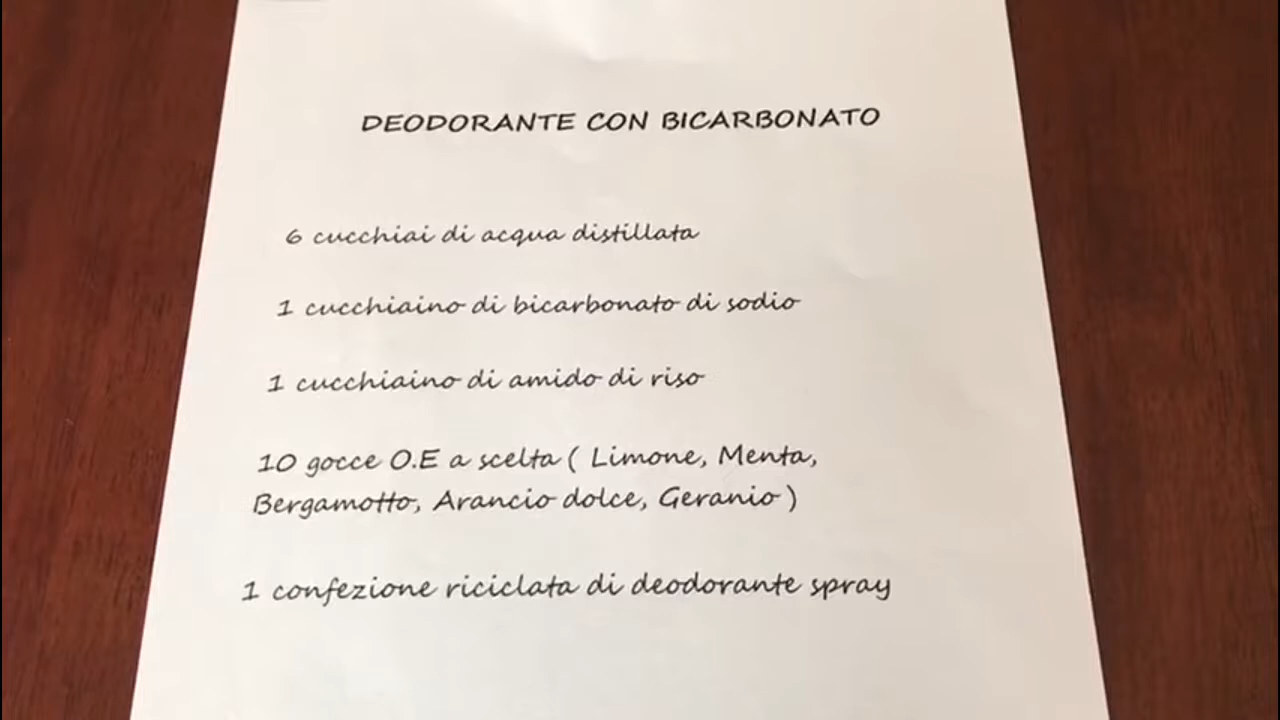 DEODORANTE CON BICARBONATO
6 cucchiai di acqua distillata
1 cucchiaino di bicarbonato di sodio
1 cucchiaino di amido di riso
10 gocce O.E a scelta ( Limone, Menta,
Bergamotto, Arancio dolce, Geranio )
1 confezione riciclata di deodorante spray